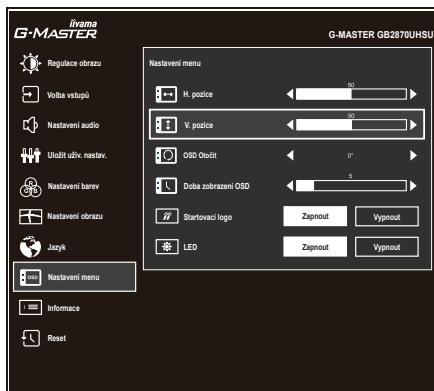 iiyama
G-MASTER
G-MASTER GB2870UHSU
Regulace obrazu
Volba vstupů
Nastavení audio
Uložit uživ. nastav.
R G B
Nastavení barev
Nastavení obrazu
Jazyk
OSD
Nastavení menu
i
Informace
Reset
Nastavení menu
H. pozice
50
V. pozice
50
OSD Otočit
0°
Doba zobrazení OSD
5
Startovací logo
Zapnout
Vypnout
LED
Zapnout
Vypnout